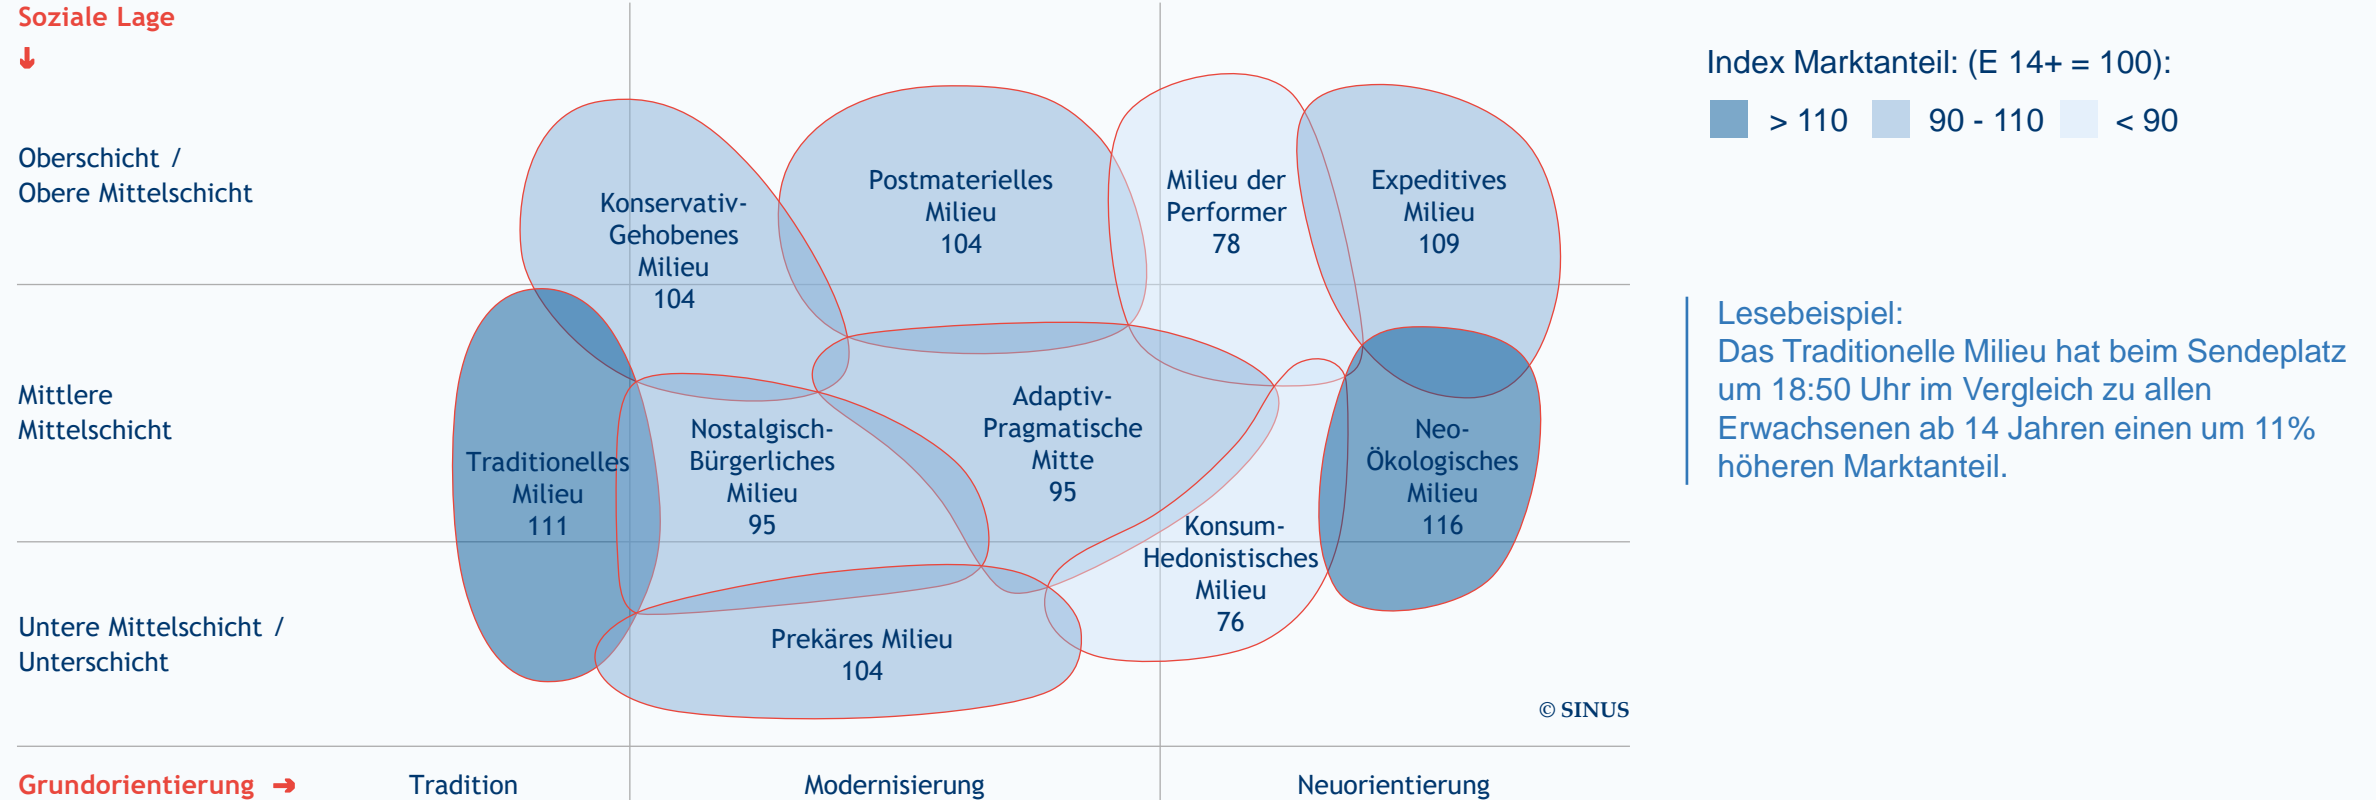 Soziale Lage
Oberschicht /
Obere Mittelschicht
Mittlere
Mittelschicht
Untere Mittelschicht /
Unterschicht
Konservativ-
Gehobenes
Milieu
104
Postmaterielles
Milieu
104
Milieu der
Performer
78
Expeditives
Milieu
109
Traditionelles
Milieu
111
Nostalgisch-
Bürgerliches
Milieu
95
Adaptiv-
Pragmatische
Mitte
95
Konsum-
Hedonistisches
Milieu
76
Neo-
Ökologisches
Milieu
116
Prekäres Milieu
104
© SINUS
Grundorientierung
Tradition
Modernisierung
Neuorientierung
Index Marktanteil: (E 14+ = 100):
> 110
90 - 110
< 90
Lesebeispiel:
Das Traditionelle Milieu hat beim Sendeplatz
um 18:50 Uhr im Vergleich zu allen
Erwachsenen ab 14 Jahren einen um 11%
höheren Marktanteil.